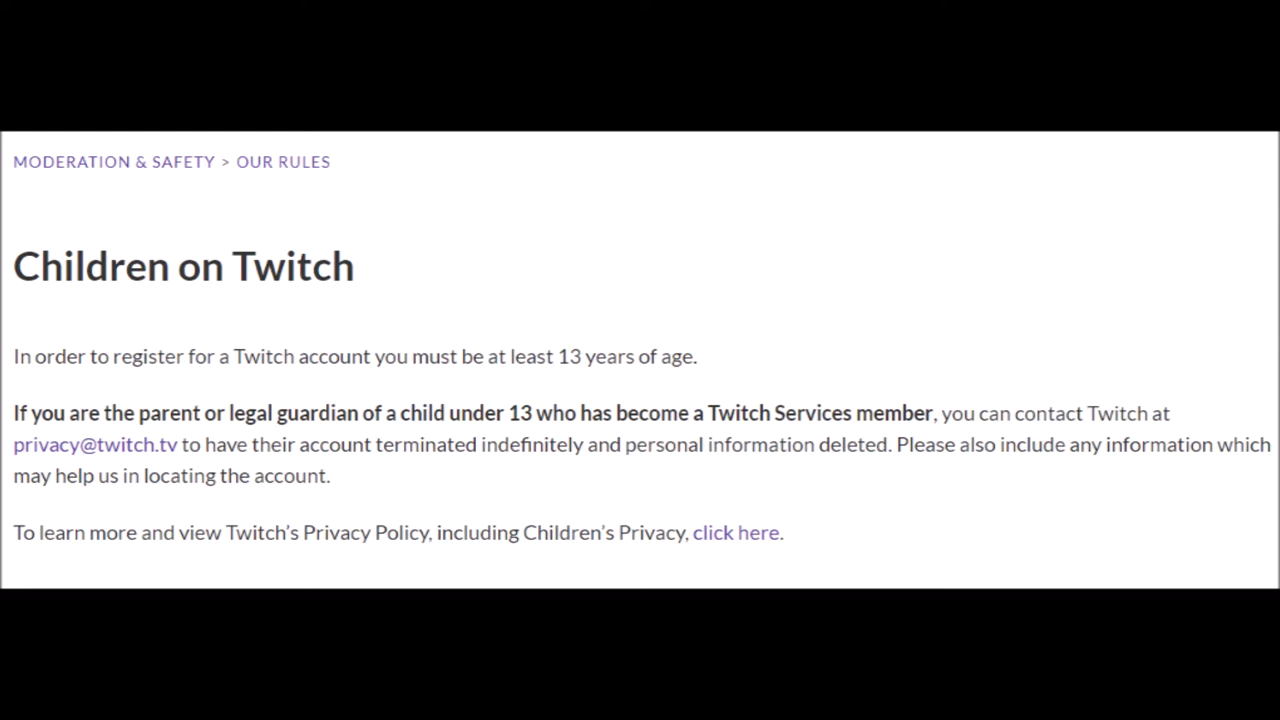 MODERATION & SAFETY > OUR RULES
Children on Twitch
In order to register for a Twitch account you must be at least 13 years of age.
If you are the parent or legal guardian of a child under 13 who has become a Twitch Services member, you can contact Twitch at
privacy@twitch.tv to have their account terminated indefinitely and personal information deleted. Please also include any information which
may help us in locating the account.
To learn more and view Twitch’s Privacy Policy, including Children’s Privacy, click here.